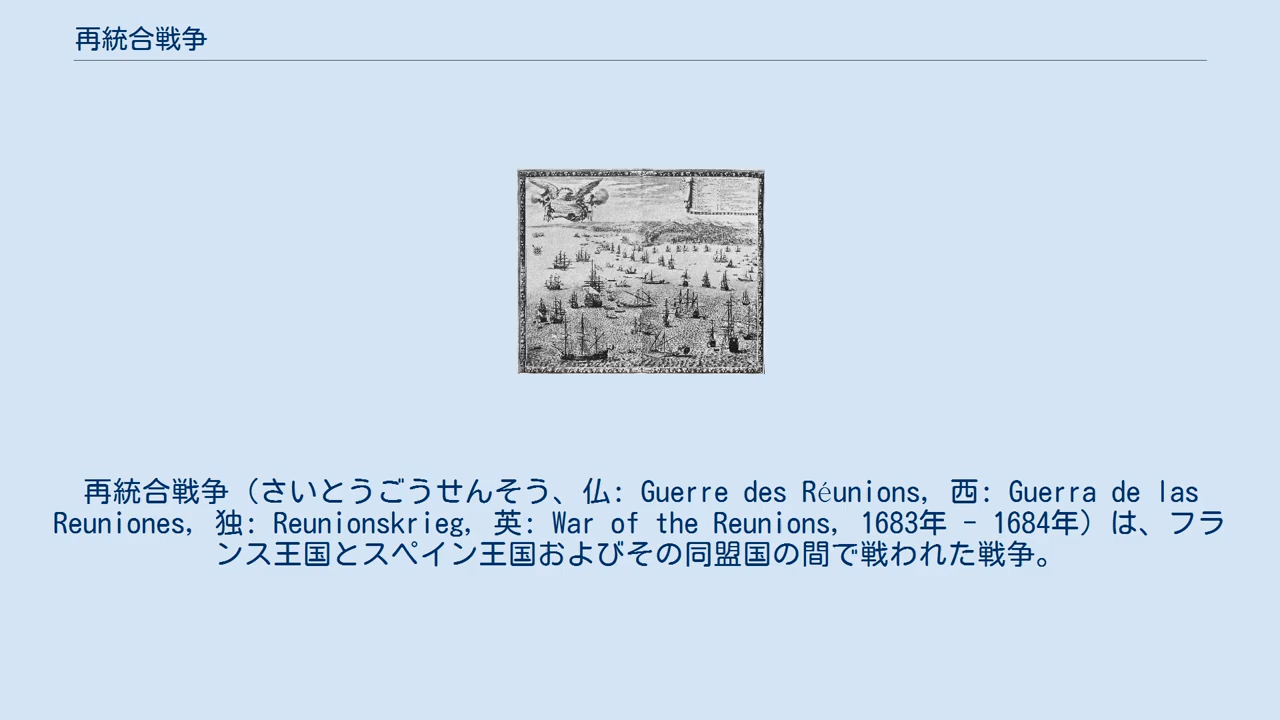 再統合戦争
再統合戦争（さいとうごうせんそう、仏: Guerre des Réunions, 西: Guerra de las
Reuniones, 独: Reunionskrieg, 英: War of the Reunions, 1683年 - 1684年）は、フラ
ンス王国とスペイン王国およびその同盟国の間で戦われた戦争。